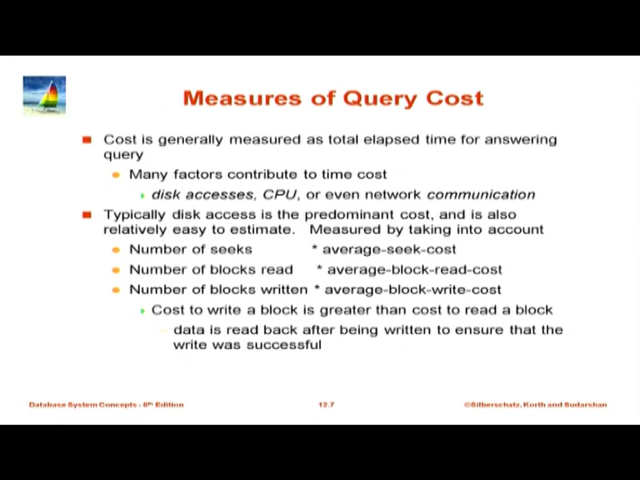 Measures of Query Cost
Cost is generally measured as total elapsed time for answering
query
Many factors contribute to time cost
disk accesses, CPU, or even network communication
Typically disk access is the predominant cost, and is also
relatively easy to estimate. Measured by taking into account
Number of seeks * average-seek-cost
Number of blocks read * average-block-read-cost
Number of blocks written * average-block-write-cost
Cost to write a block is greater than cost to read a block
data is read back after being written to ensure that the
write was successful
Database System Concepts - 6th Edition 12.7 ©Silberschatz, Korth and Sudarshan